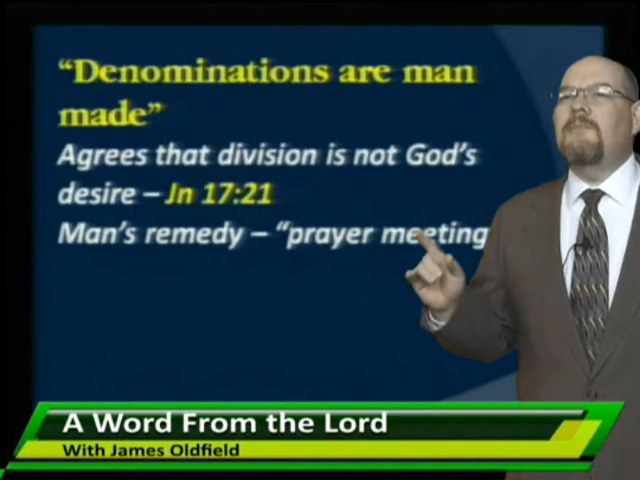 “Denominations are man
made”
Agrees that division is not God’s
desire – Jn 17:21
Man’s remedy – “prayer meeting
A Word From the Lord
With James Oldfield